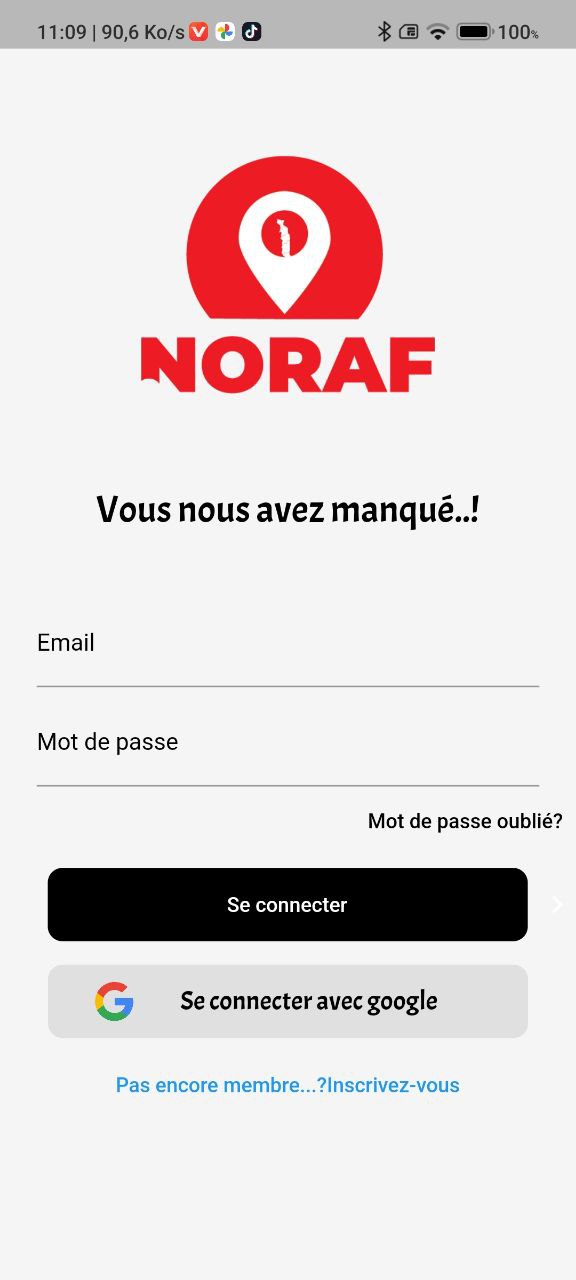 11:09 | 90,6 Ko/s 100%
NORAF
Vous nous avez manqué..!
Email
Mot de passe
Mot de passe oublié?
Se connecter
Se connecter avec google
Pas encore membre...?Inscrivez-vous